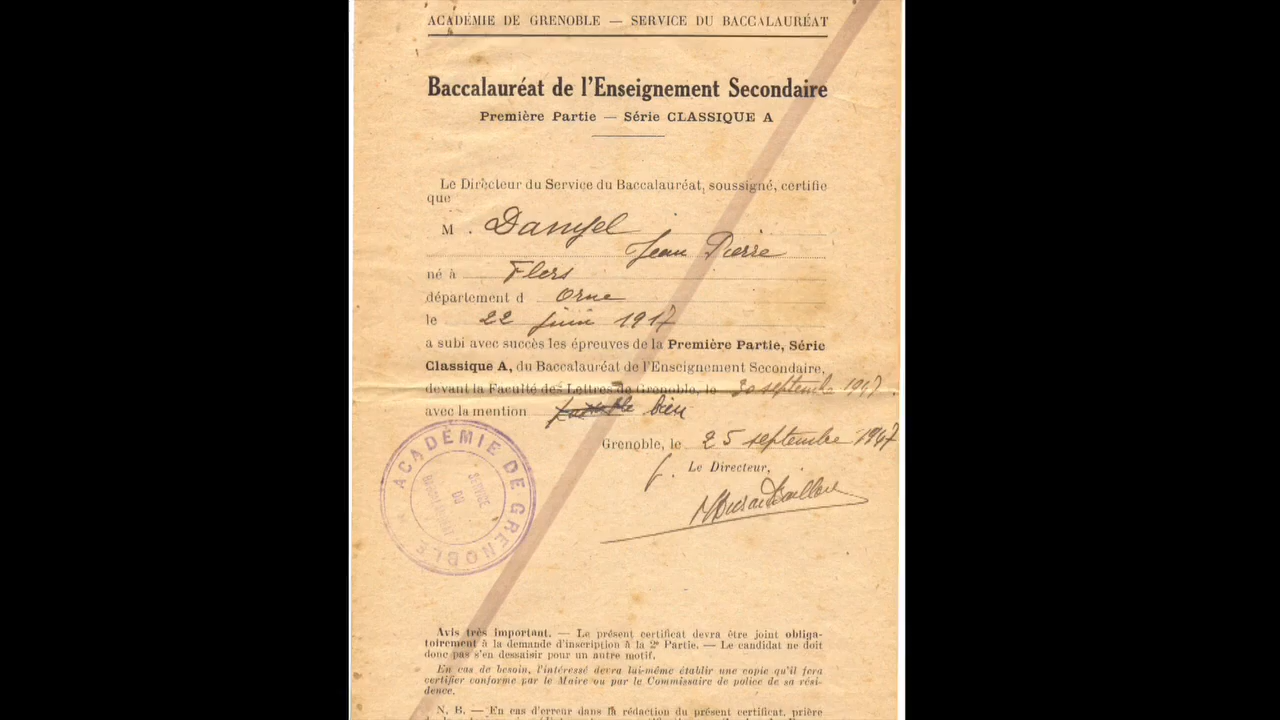 ACADÉMIE DE GRENOBLE — SERVICE DU BACCALAURÉAT
Baccalauréat de l'Enseignement Secondaire
Première Partie — Série CLASSIQUE A
Le Directeur du Service du Baccalauréat, soussigné, certifie
que
M . Danyel
Jean Pierre
né à Flers
département d Orne
le 22 juin 1917
a subi avec succès les épreuves de la Première Partie, Série
Classique A, du Baccalauréat de l'Enseignement Secondaire,
devant la Faculté des Lettres de Grenoble, le 30 septembre 1947
avec la mention bien
Grenoble, le 25 septembre 1947
Le Directeur,
ACADÉMIE DE GRENOBLE
SERVICE
DU
Avis très important. — Le présent certificat devra être joint obliga-
toirement à la demande d'inscription à la 2e Partie. — Le candidat ne doit
donc pas s'en dessaisir pour un autre motif.
En cas de besoin, l'intéressé devra lui-même établir une copie qu'il fera
certifier conforme par le Maire ou par le Commissaire de police de sa rési-
dence.
N. B. — En cas d'erreur dans la rédaction du présent certificat, prière